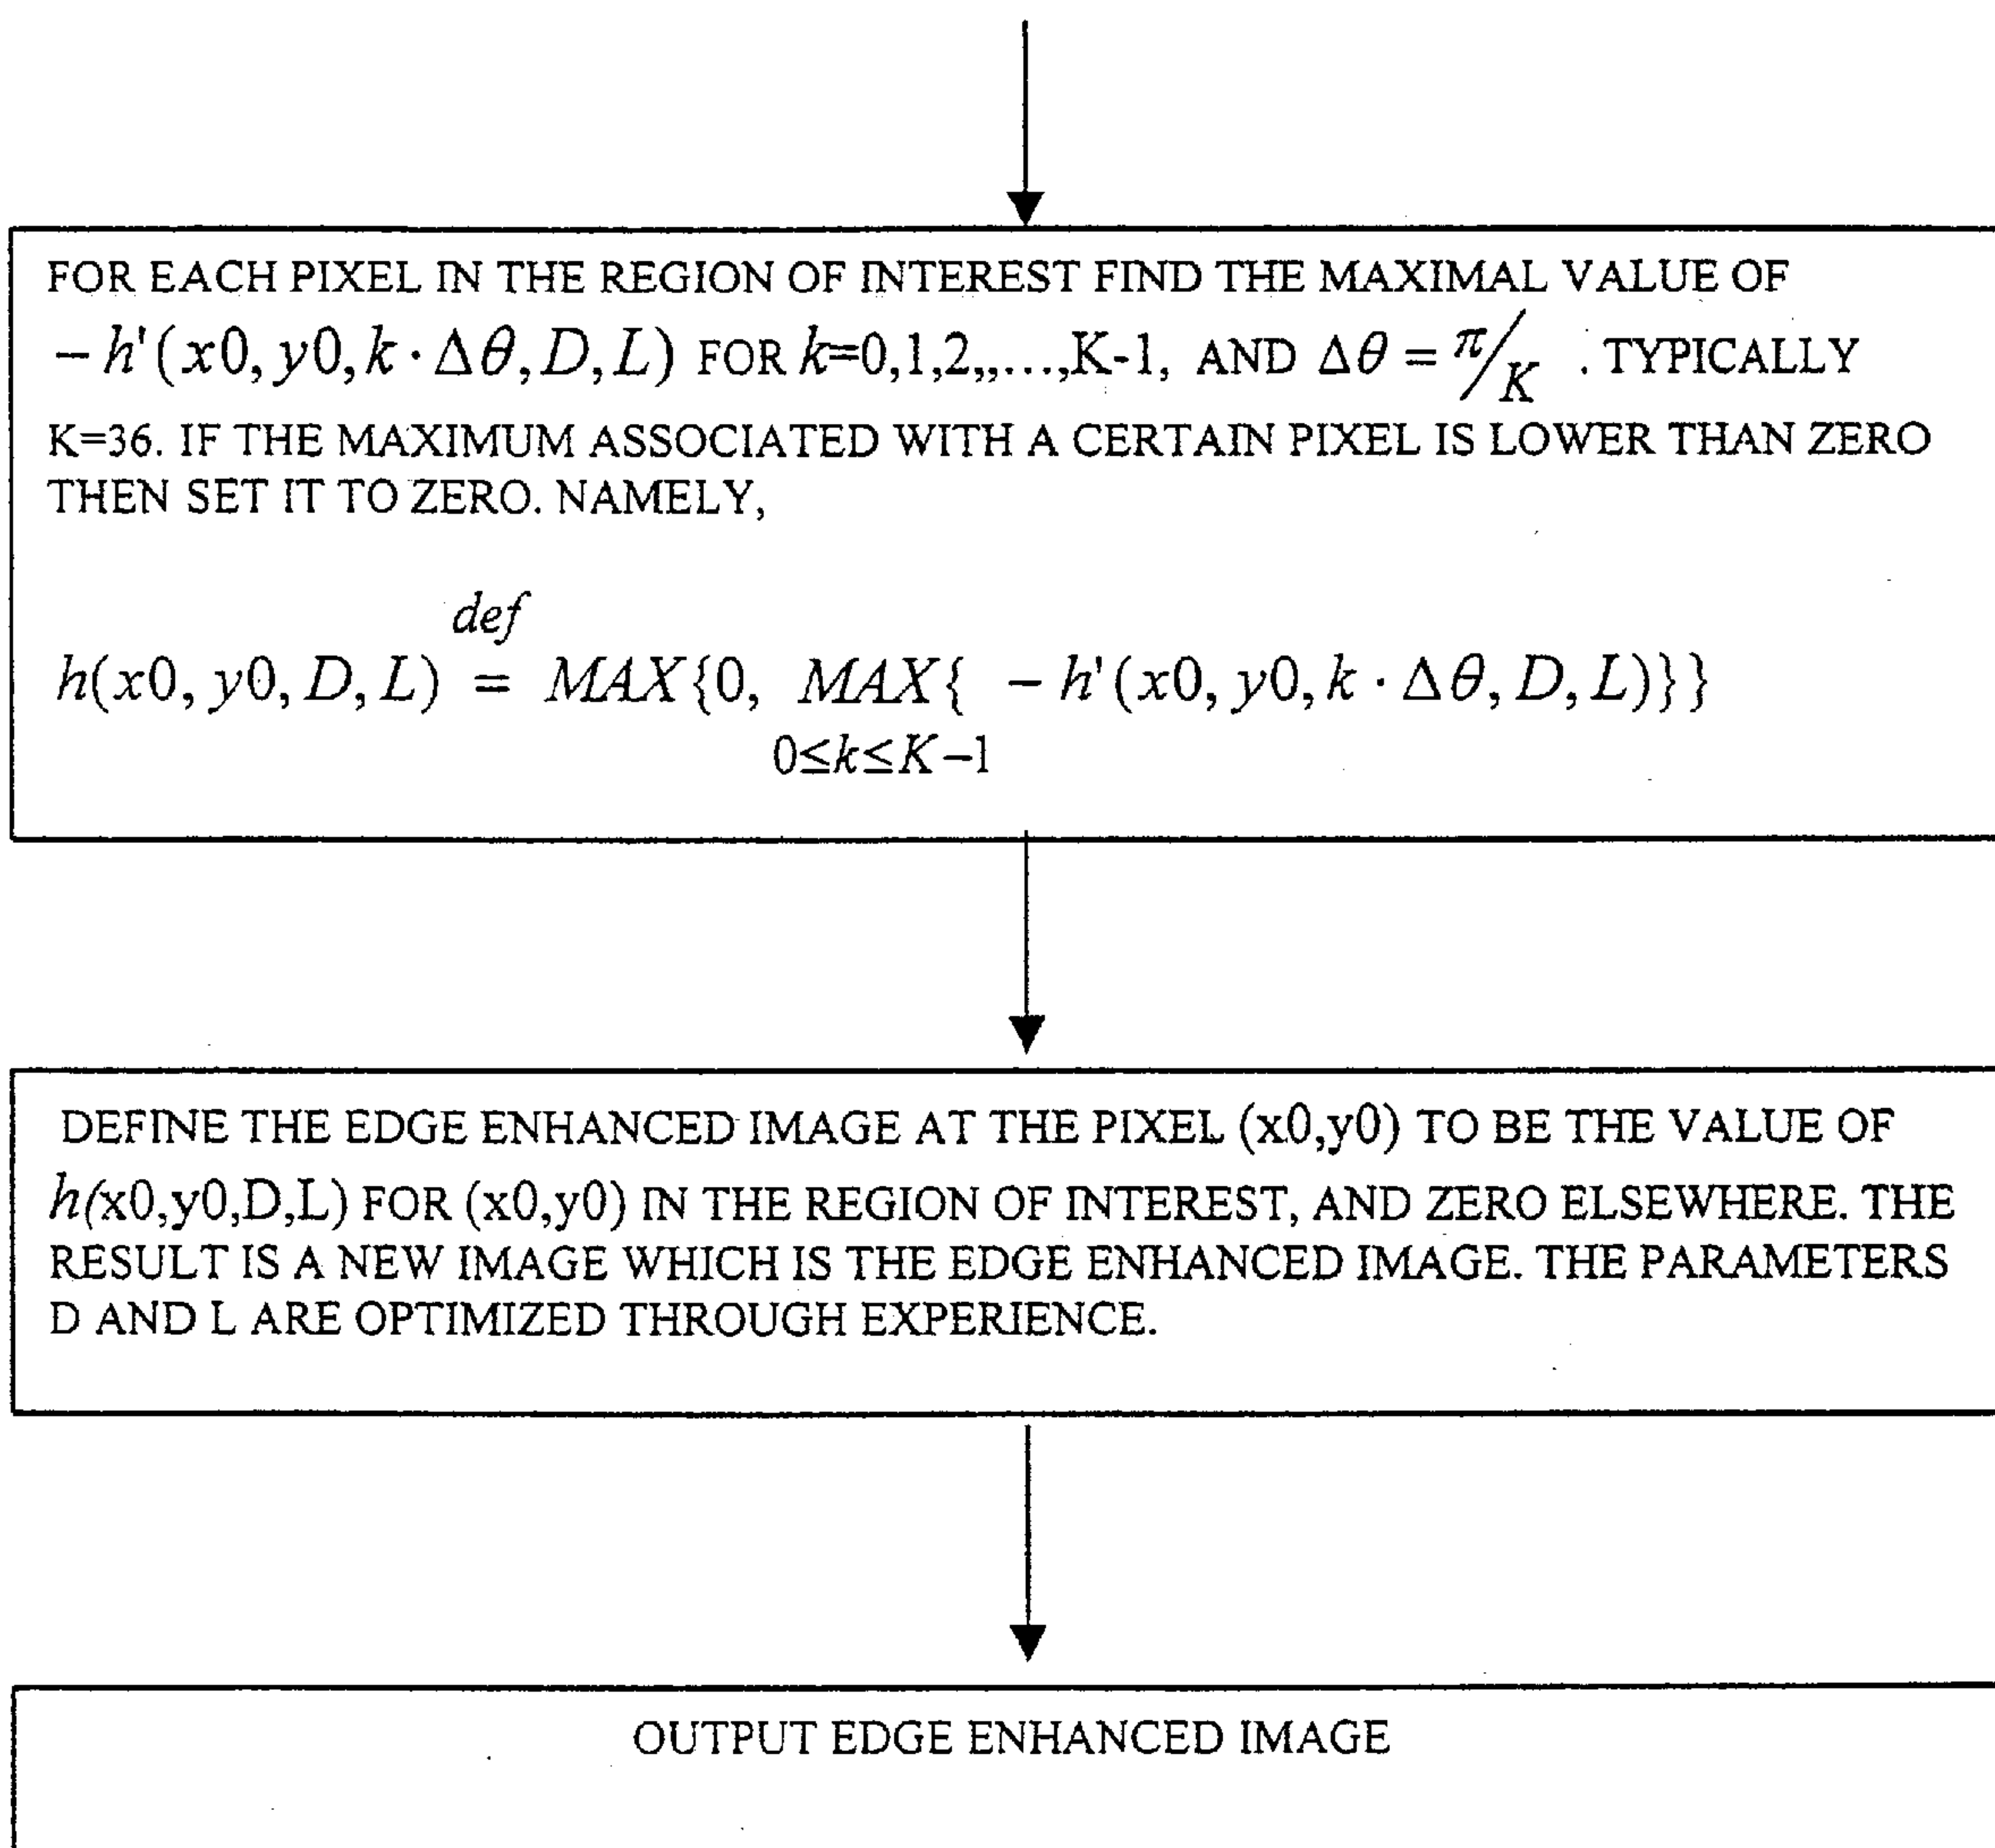 FOR EACH PIXEL IN THE REGION OF INTEREST FIND THE MAXIMAL VALUE OF
−h'(x0, y0, k · Δθ, D, L) FOR k=0,1,2,,…,K-1, AND Δθ = π/K . TYPICALLY
K=36. IF THE MAXIMUM ASSOCIATED WITH A CERTAIN PIXEL IS LOWER THAN ZERO
THEN SET IT TO ZERO. NAMELY,
def
h(x0, y0, D, L) = MAX{0, MAX{ −h'(x0, y0, k · Δθ, D, L)}}
0≤k≤K−1
DEFINE THE EDGE ENHANCED IMAGE AT THE PIXEL (x0,y0) TO BE THE VALUE OF
h(x0,y0,D,L) FOR (x0,y0) IN THE REGION OF INTEREST, AND ZERO ELSEWHERE. THE
RESULT IS A NEW IMAGE WHICH IS THE EDGE ENHANCED IMAGE. THE PARAMETERS
D AND L ARE OPTIMIZED THROUGH EXPERIENCE.
OUTPUT EDGE ENHANCED IMAGE